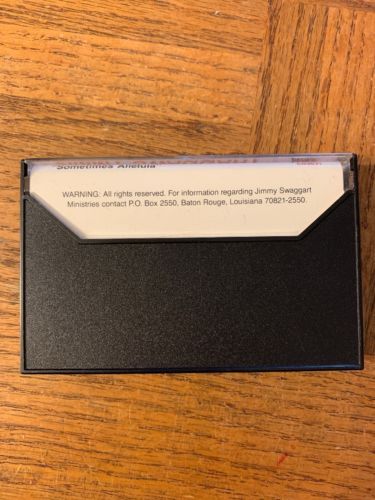 Sometimes Alleluia
WARNING: All rights reserved. For information regarding Jimmy Swaggart
Ministries contact P.O. Box 2550, Baton Rouge, Louisiana 70821-2550.